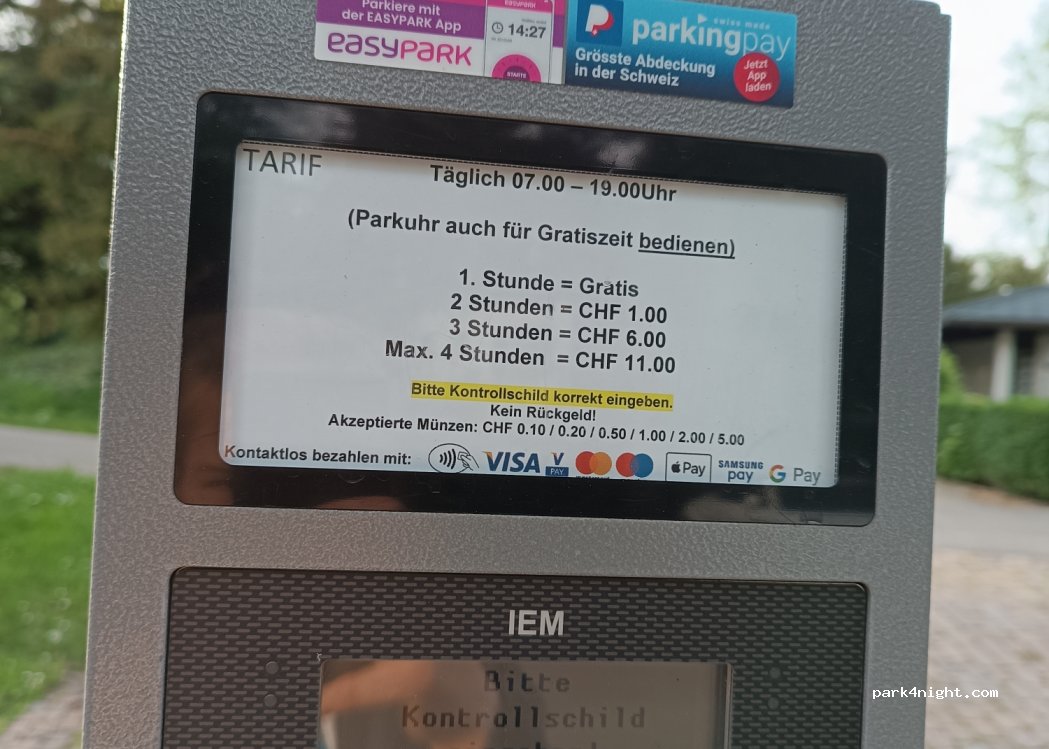 Parkiere mit
der EASYPARK App
easypark
easypark
14:27
STARTE
swiss made
parkingpay
Grösste Abdeckung
in der Schweiz
Jetzt
App
laden
TARIF
Täglich 07.00 – 19.00Uhr
(Parkuhr auch für Gratiszeit bedienen)
1. Stunde = Gratis
2 Stunden = CHF 1.00
3 Stunden = CHF 6.00
Max. 4 Stunden = CHF 11.00
Bitte Kontrollschild korrekt eingeben.
Kein Rückgeld!
Akzeptierte Münzen: CHF 0.10 / 0.20 / 0.50 / 1.00 / 2.00 / 5.00
Kontaktlos bezahlen mit: VISA V PAY Pay SAMSUNG pay G Pay
IEM
Bitte
Kontrollschild
park4night.com